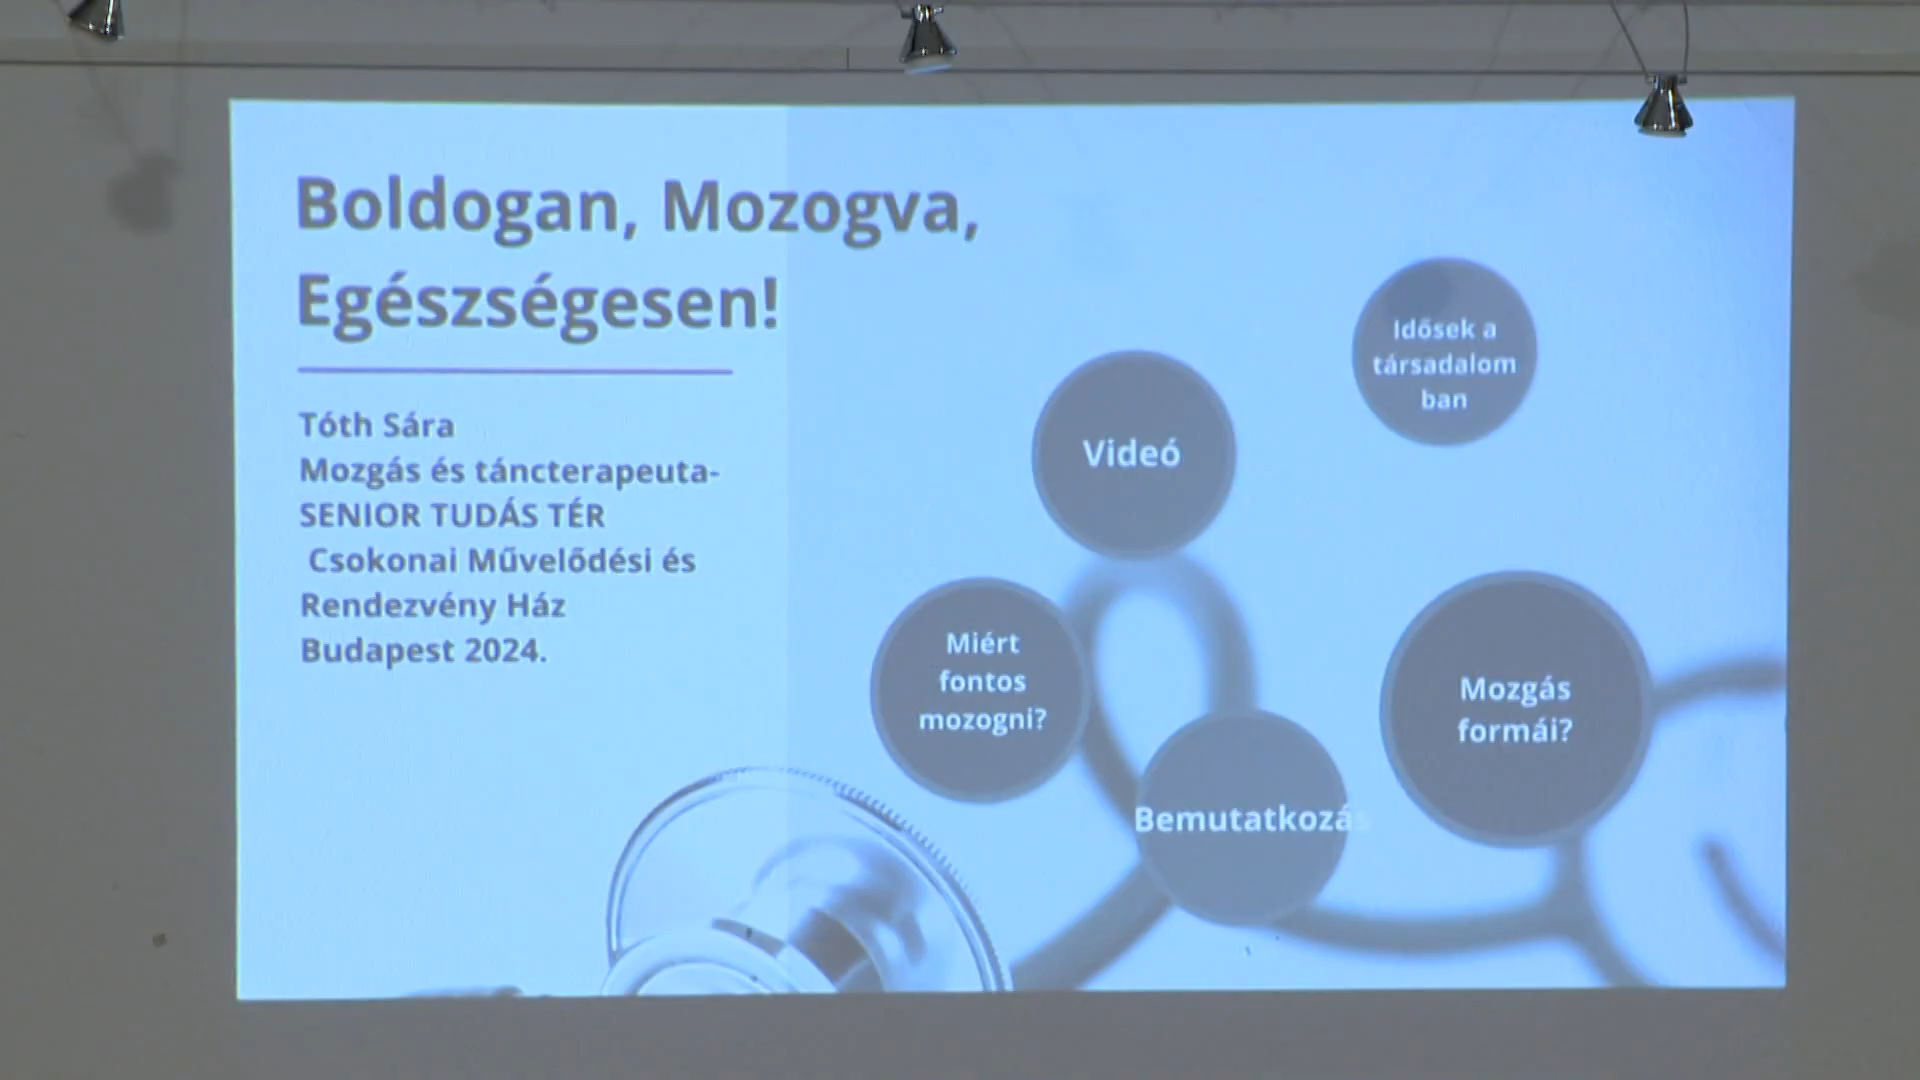 Boldogan, Mozogva,
Egészségesen!
Tóth Sára
Mozgás és táncterapeuta-
SENIOR TUDÁS TÉR
Csokonai Művelődési és
Rendezvény Ház
Budapest 2024.
Idősek a
társadalom
ban
Videó
Miért
fontos
mozogni?
Mozgás
formái?
Bemutatkozás